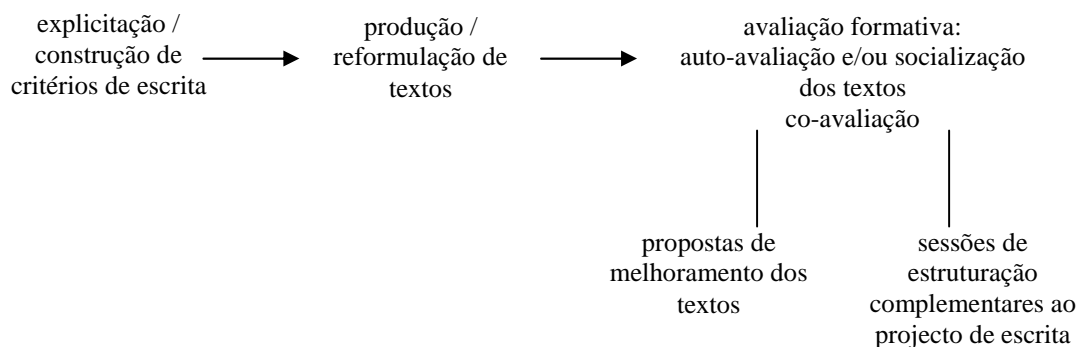 explicitação /
construção de
critérios de escrita
produção /
reformulação de
textos
avaliação formativa:
auto-avaliação e/ou socialização
dos textos
co-avaliação
propostas de
melhoramento dos
textos
sessões de
estruturação
complementares ao
projecto de escrita